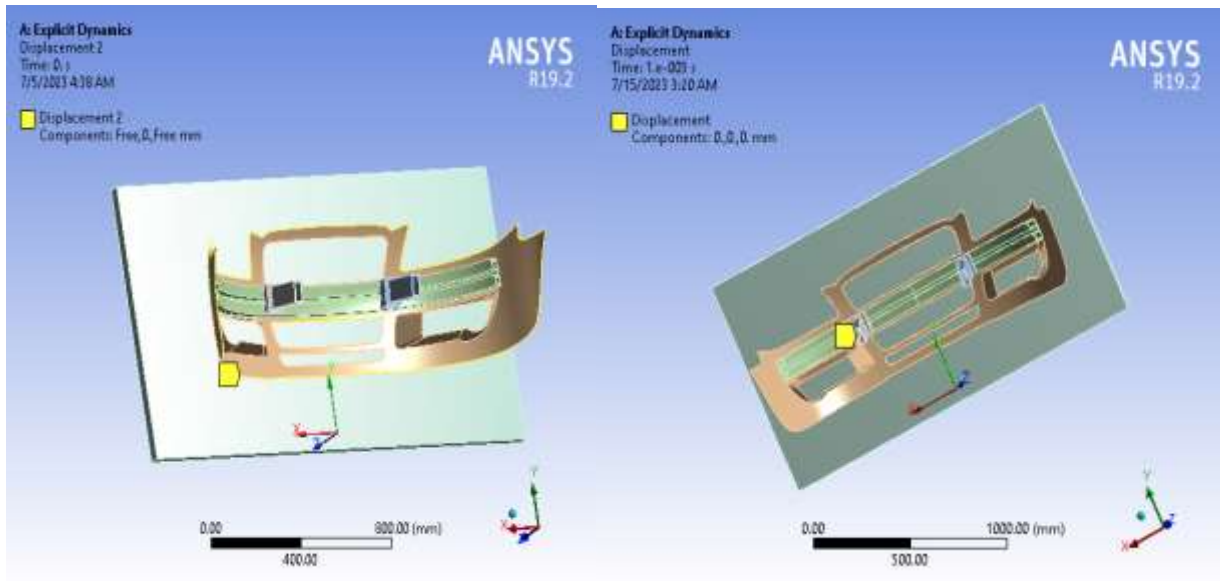 A: Explicit Dynamics
Displacement 2
Time: 0. s
7/5/2023 4:38 AM
Displacement 2
Components: Free,0.,Free mm
ANSYS
R19.2
Y
X
Z
0.00
800.00 (mm)
400.00
Y
X
Z
A: Explicit Dynamics
Displacement
Time: 1.e-003 s
7/15/2023 3:20 AM
Displacement
Components: 0.,0.,0. mm
ANSYS
R19.2
Z
0.00
1000.00 (mm)
500.00
Y
Z
X